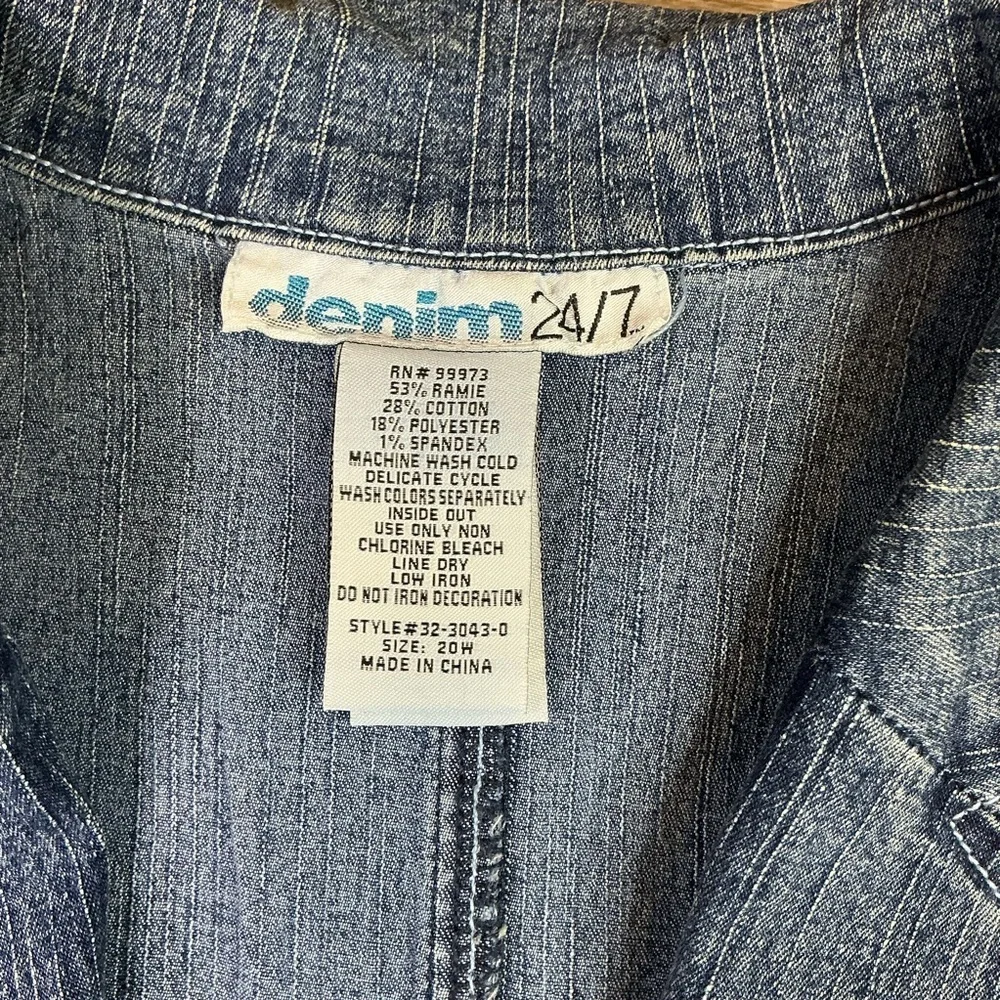 denim 24/7™
RN# 99973
53% RAMIE
28% COTTON
18% POLYESTER
1% SPANDEX
MACHINE WASH COLD
DELICATE CYCLE
WASH COLORS SEPARATELY
INSIDE OUT
USE ONLY NON
CHLORINE BLEACH
LINE DRY
LOW IRON
DO NOT IRON DECORATION
STYLE#32-3043-0
SIZE: 20W
MADE IN CHINA